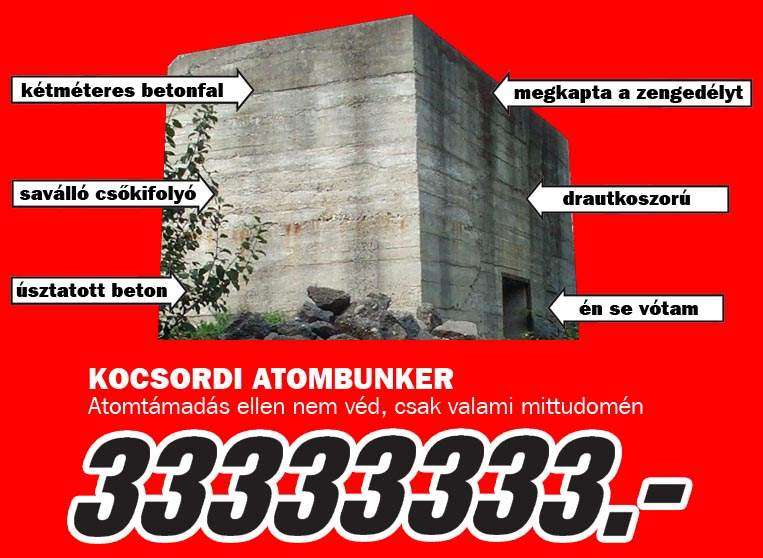 kétméteres betonfal
megkapta a zengedélyt
saválló csőkifolyó
drautkoszorú
úsztatott beton
én se vótam
KOCSORDI ATOMBUNKER
Atomtámadás ellen nem véd, csak valami mittudomén
33333333.-